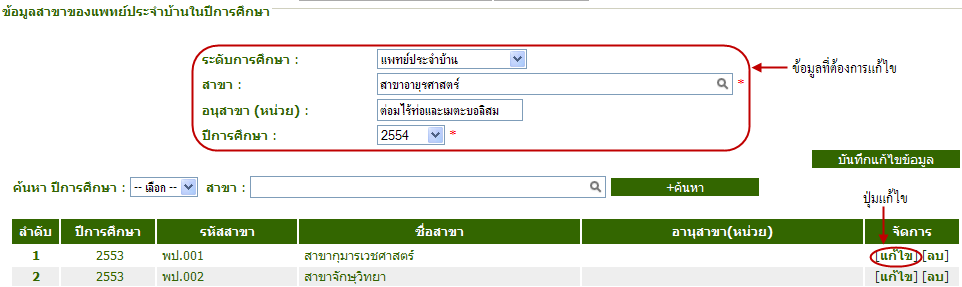 ข้อมูลสาขาของแพทย์ประจำบ้านในปีการศึกษา
ระดับการศึกษา : แพทย์ประจำบ้าน
ข้อมูลที่ต้องการแก้ไข
สาขา : สาขาอายุรศาสตร์ *
อนุสาขา (หน่วย) : ต่อมไร้ท่อและเมตะบอลิสม
ปีการศึกษา : 2554 *
บันทึกแก้ไขข้อมูล
ค้นหา ปีการศึกษา : -- เลือก -- สาขา : +ค้นหา
ปุ่มแก้ไข
ลำดับ ปีการศึกษา รหัสสาขา ชื่อสาขา อานุสาขา(หน่วย) จัดการ
1 2553 พป.001 สาขากุมารเวชศาสตร์ [แก้ไข] [ลบ]
2 2553 พป.002 สาขาจักษุวิทยา [แก้ไข] [ลบ]